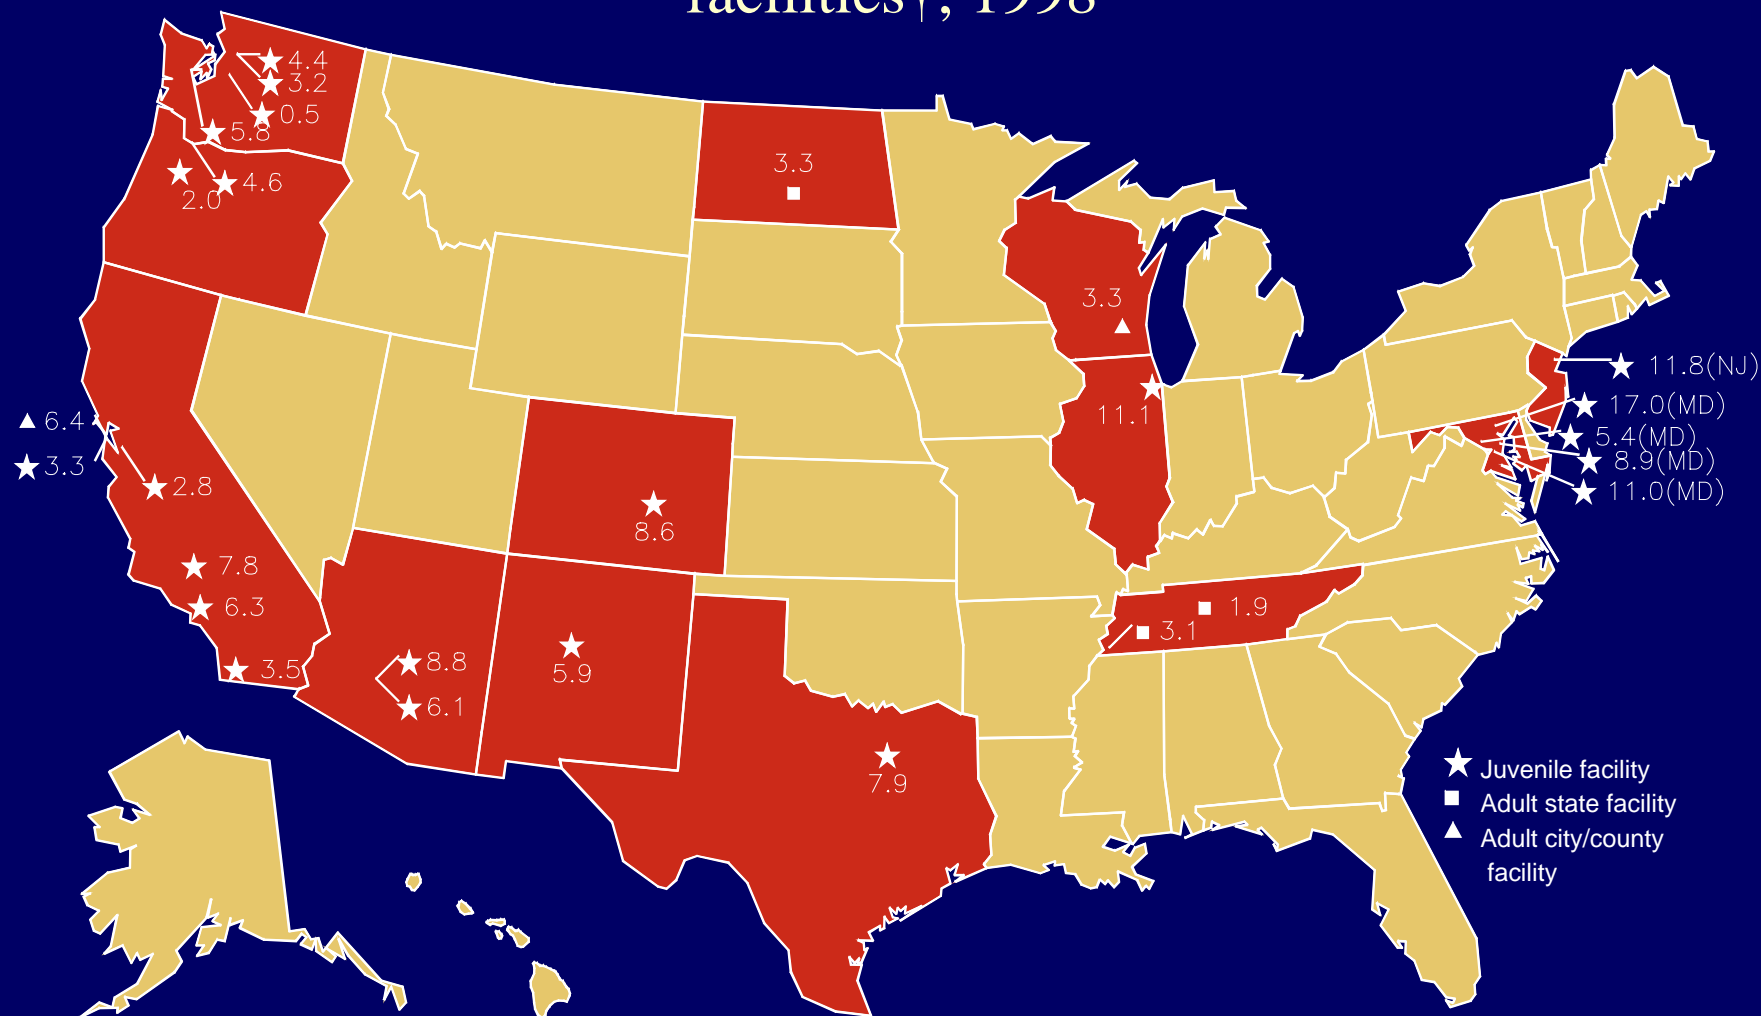 facilities†, 1998
4.4
3.2
0.5
5.8
4.6
2.0
3.3
3.3
11.1
11.8(NJ)
17.0(MD)
5.4(MD)
8.9(MD)
11.0(MD)
6.4
3.3
2.8
8.6
7.8
6.3
3.5
8.8
6.1
5.9
1.9
3.1
7.9
Juvenile facility
Adult state facility
Adult city/county
facility